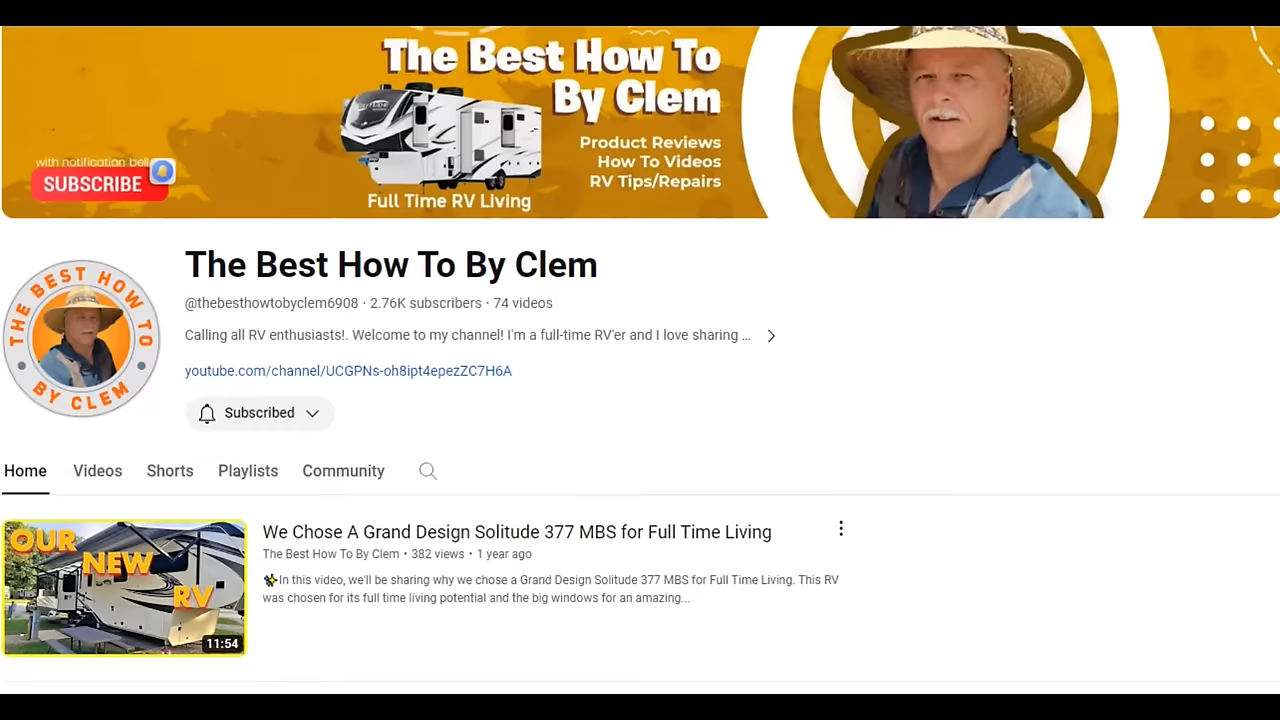 The Best How To
By Clem
Product Reviews
How To Videos
RV Tips/Repairs
with notification bell
SUBSCRIBE
Full Time RV Living
THE BEST HOW TO
BY CLEM
The Best How To By Clem
@thebesthowtobyclem6908 · 2.76K subscribers · 74 videos
Calling all RV enthusiasts!. Welcome to my channel! I'm a full-time RV'er and I love sharing ...
youtube.com/channel/UCGPNs-oh8ipt4epezZC7H6A
Subscribed
Home Videos Shorts Playlists Community
OUR
NEW
RV
11:54
We Chose A Grand Design Solitude 377 MBS for Full Time Living
The Best How To By Clem • 382 views • 1 year ago
✨In this video, we'll be sharing why we chose a Grand Design Solitude 377 MBS for Full Time Living. This RV
was chosen for its full time living potential and the big windows for an amazing...